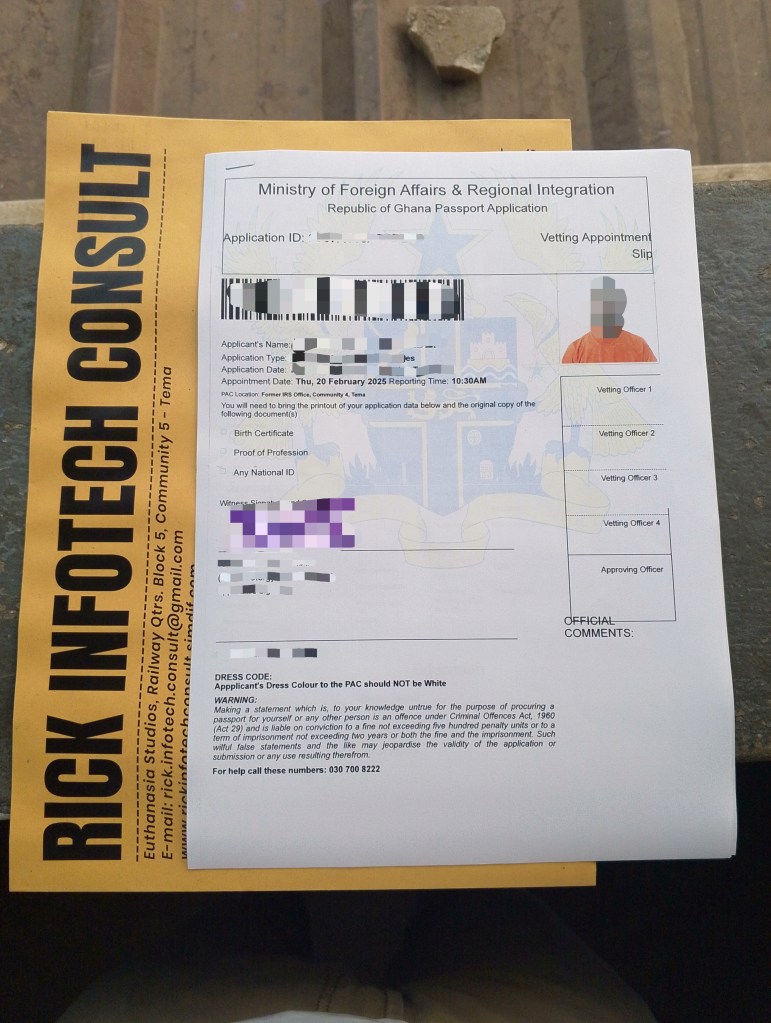 RICK INFOTECH CONSULT
Euthanasia Studios, Railway Qtrs. Block 5, Community 5 - Tema
E-mail: rick.infotech.consult@gmail.com
www.rickinfotechconsult.simdif.com
Ministry of Foreign Affairs & Regional Integration
Republic of Ghana Passport Application
Application ID:
Vetting Appointment
Slip
Applicant's Name:
Application Type:
Application Date:
Appointment Date: Thu, 20 February 2025 Reporting Time: 10:30AM
PAC Location: Former IRS Office, Community 4, Tema
You will need to bring the printout of your application data below and the original copy of the
following document(s)
Birth Certificate
Proof of Profession
Any National ID
Witness
Vetting Officer 1
Vetting Officer 2
Vetting Officer 3
Vetting Officer 4
Approving Officer
OFFICIAL
COMMENTS:
DRESS CODE:
Appplicant's Dress Colour to the PAC should NOT be White
WARNING:
Making a statement which is, to your knowledge untrue for the purpose of procuring a
passport for yourself or any other person is an offence under Criminal Offences Act, 1960
(Act 29) and is liable on conviction to a fine not exceeding five hundred penalty units or to a
term of imprisonment not exceeding two years or both the fine and the imprisonment. Such
wilful false statements and the like may jeopardise the validity of the application or
submission or any use resulting therefrom.
For help call these numbers: 030 700 8222